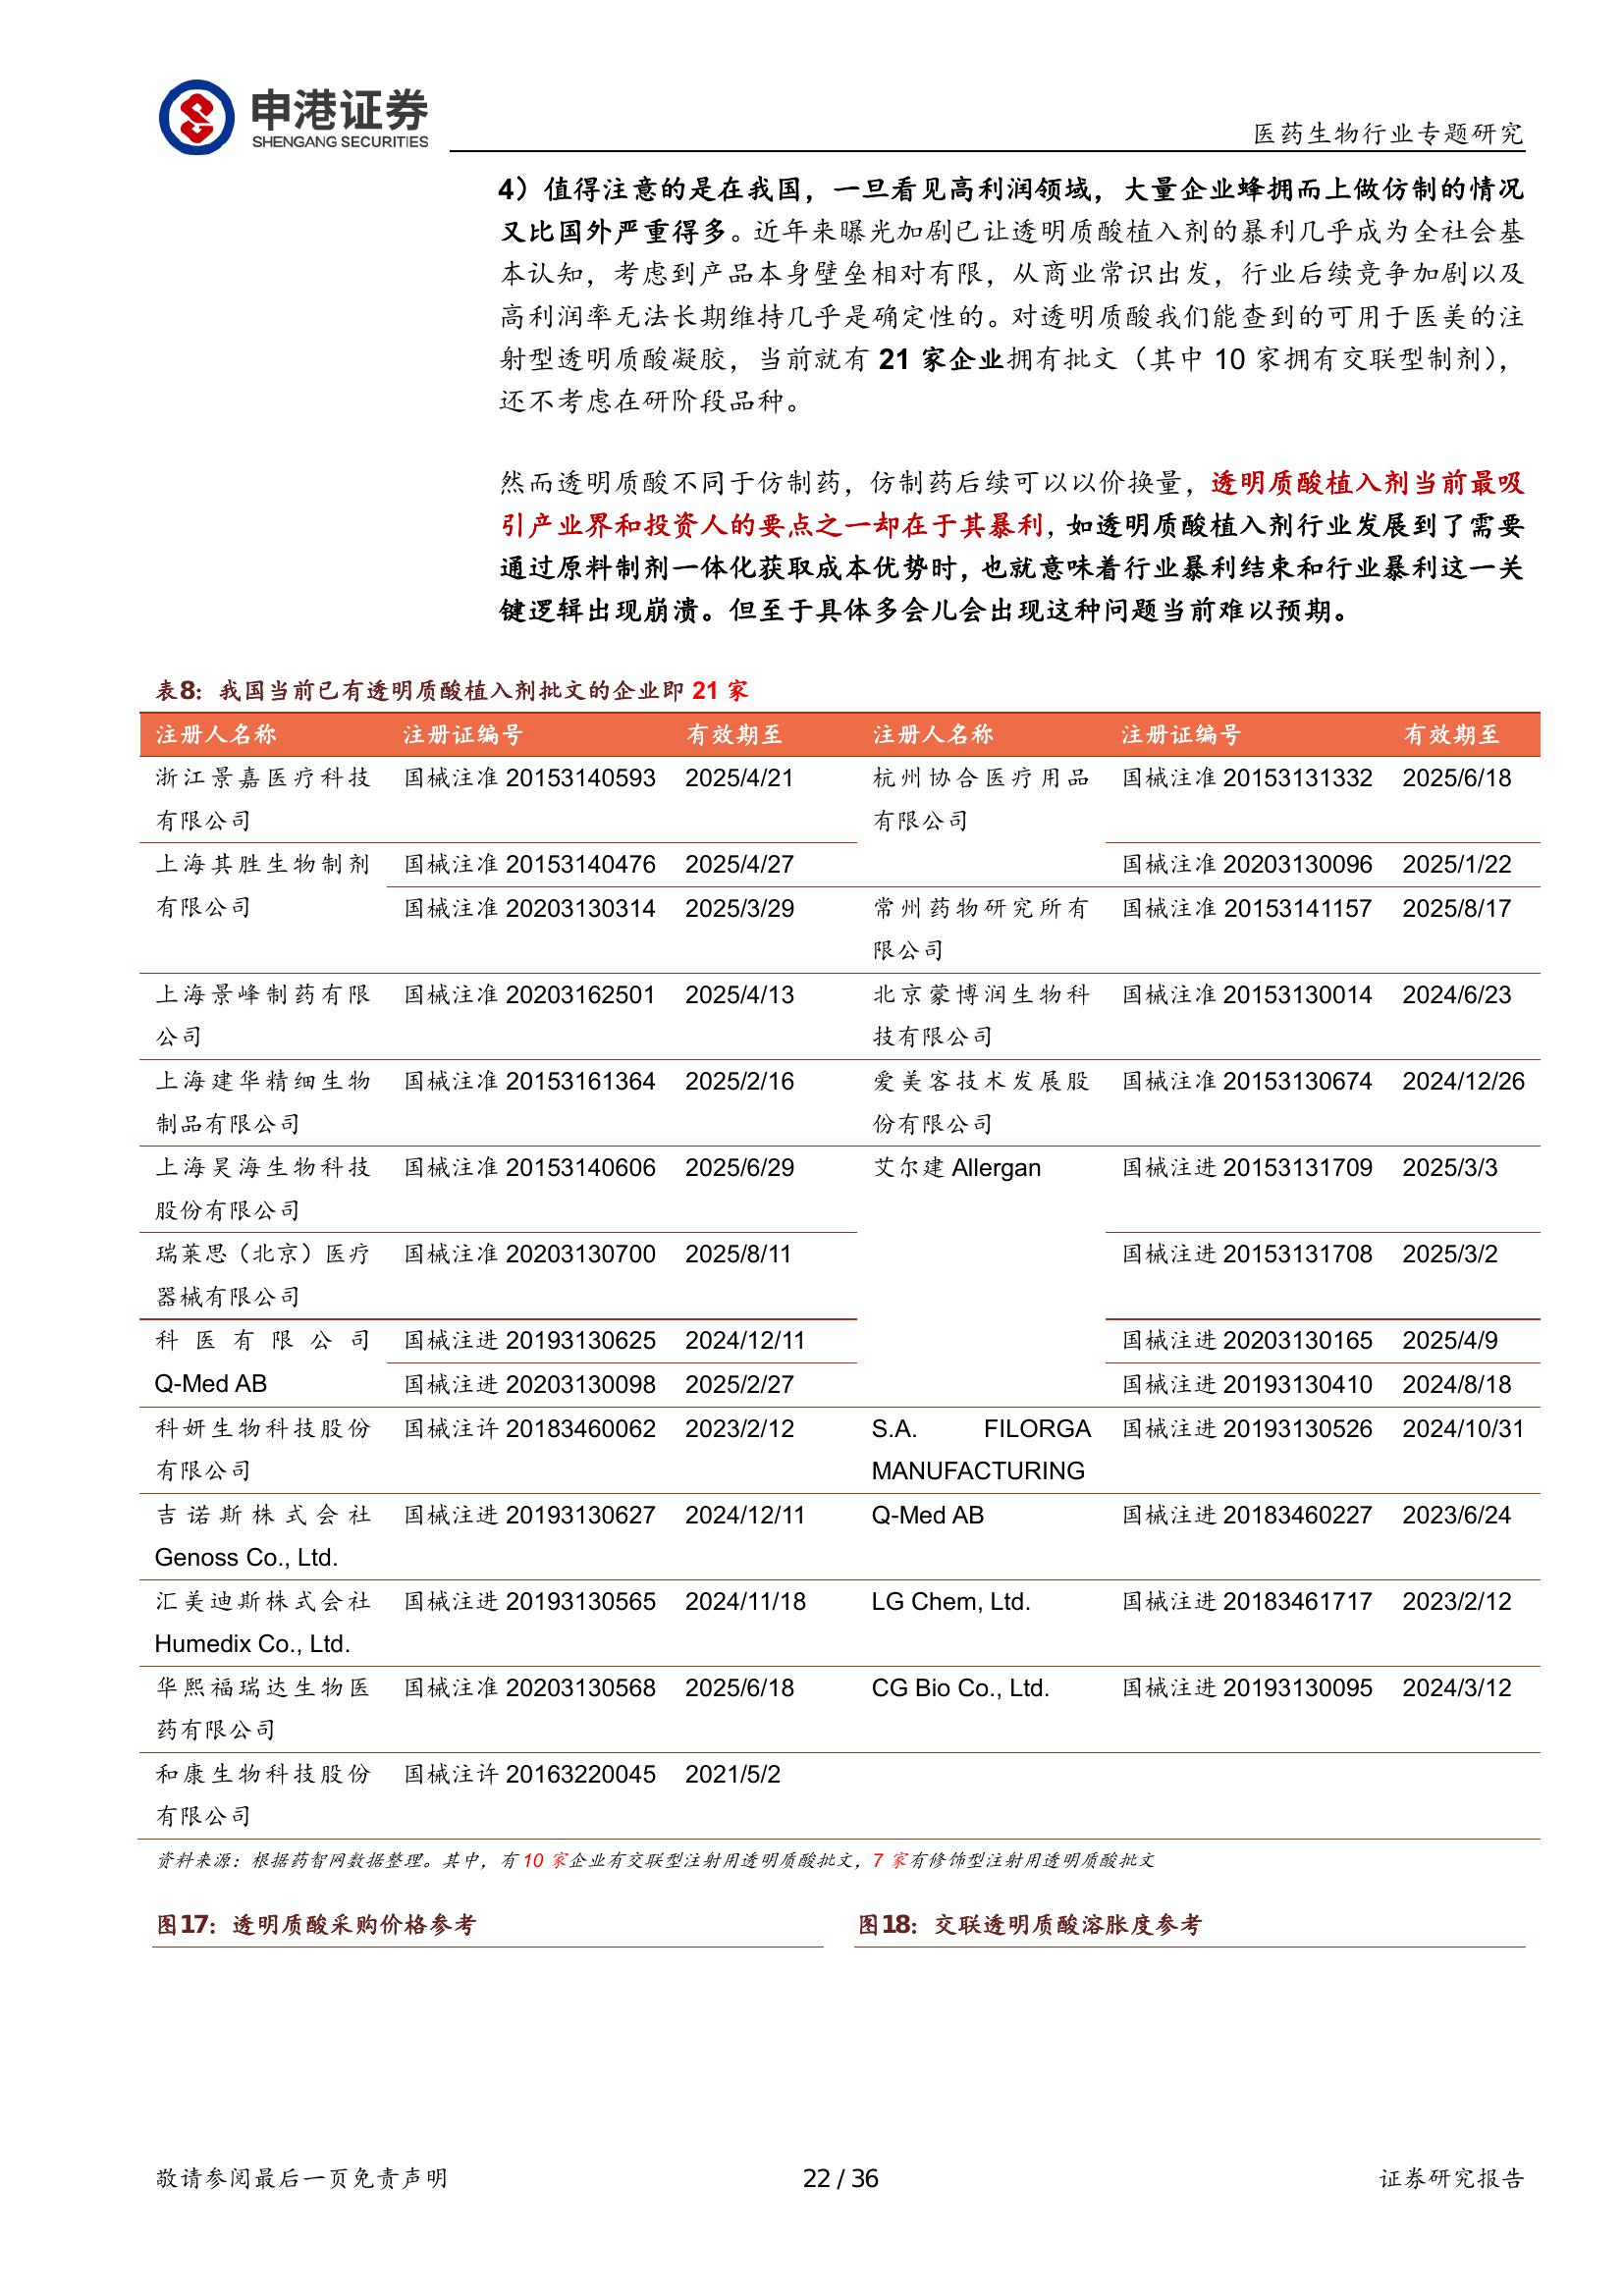 申港证券
SHENGANG SECURITIES
医药生物行业专题研究
4）值得注意的是在我国，一旦看见高利润领域，大量企业蜂拥而上做仿制的情况
又比国外严重得多。近年来曝光加剧已让透明质酸植入剂的暴利几乎成为全社会基
本认知，考虑到产品本身壁垒相对有限，从商业常识出发，行业后续竞争加剧以及
高利润率无法长期维持几乎是确定性的。对透明质酸我们能查到的可用于医美的注
射型透明质酸凝胶，当前就有 21 家企业拥有批文（其中 10 家拥有交联型制剂），
还不考虑在研阶段品种。
然而透明质酸不同于仿制药，仿制药后续可以以价换量，透明质酸植入剂当前最吸
引产业界和投资人的要点之一却在于其暴利，如透明质酸植入剂行业发展到了需要
通过原料制剂一体化获取成本优势时，也就意味着行业暴利结束和行业暴利这一关
键逻辑出现崩溃。但至于具体多会儿会出现这种问题当前难以预期。
表8：我国当前已有透明质酸植入剂批文的企业即 21 家
注册人名称 注册证编号 有效期至 注册人名称 注册证编号 有效期至
浙江景嘉医疗科技 国械注准 20153140593 2025/4/21 杭州协合医疗用品 国械注准 20153131332 2025/6/18
有限公司 有限公司
上海其胜生物制剂 国械注准 20153140476 2025/4/27 国械注准 20203130096 2025/1/22
有限公司 国械注准 20203130314 2025/3/29 常州药物研究所有 国械注准 20153141157 2025/8/17
限公司
上海景峰制药有限 国械注准 20203162501 2025/4/13 北京蒙博润生物科 国械注准 20153130014 2024/6/23
公司 技有限公司
上海建华精细生物 国械注准 20153161364 2025/2/16 爱美客技术发展股 国械注准 20153130674 2024/12/26
制品有限公司 份有限公司
上海昊海生物科技 国械注准 20153140606 2025/6/29 艾尔建 Allergan 国械注进 20153131709 2025/3/3
股份有限公司
瑞莱思（北京）医疗 国械注准 20203130700 2025/8/11 国械注进 20153131708 2025/3/2
器械有限公司
科医有限公司 国械注进 20193130625 2024/12/11 国械注进 20203130165 2025/4/9
Q-Med AB 国械注进 20203130098 2025/2/27 国械注进 20193130410 2024/8/18
科妍生物科技股份 国械注许 20183460062 2023/2/12 S.A. FILORGA 国械注进 20193130526 2024/10/31
有限公司 MANUFACTURING
吉诺斯株式会社 国械注进 20193130627 2024/12/11 Q-Med AB 国械注进 20183460227 2023/6/24
Genoss Co., Ltd.
汇美迪斯株式会社 国械注进 20193130565 2024/11/18 LG Chem, Ltd. 国械注进 20183461717 2023/2/12
Humedix Co., Ltd.
华熙福瑞达生物医 国械注准 20203130568 2025/6/18 CG Bio Co., Ltd. 国械注进 20193130095 2024/3/12
药有限公司
和康生物科技股份 国械注许 20163220045 2021/5/2
有限公司
资料来源：根据药智网数据整理。其中，有10 家企业有交联型注射用透明质酸批文，7 家有修饰型注射用透明质酸批文
图17：透明质酸采购价格参考 图18：交联透明质酸溶胀度参考
敬请参阅最后一页免责声明 22 / 36 证券研究报告